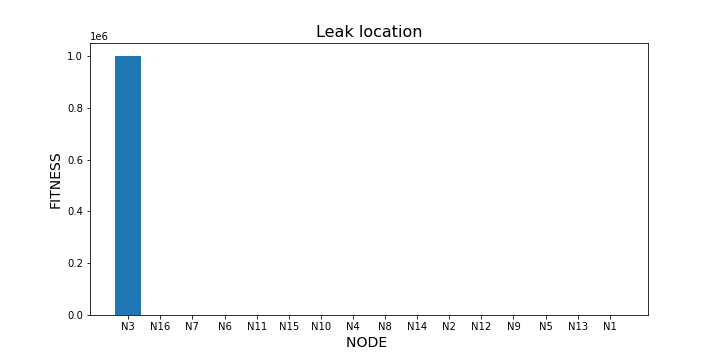 Leak location
1e6
1.0
0.8
0.6
0.4
0.2
0.0
FITNESS
N3 N16 N7 N6 N11 N15 N10 N4 N8 N14 N2 N12 N9 N5 N13 N1
NODE